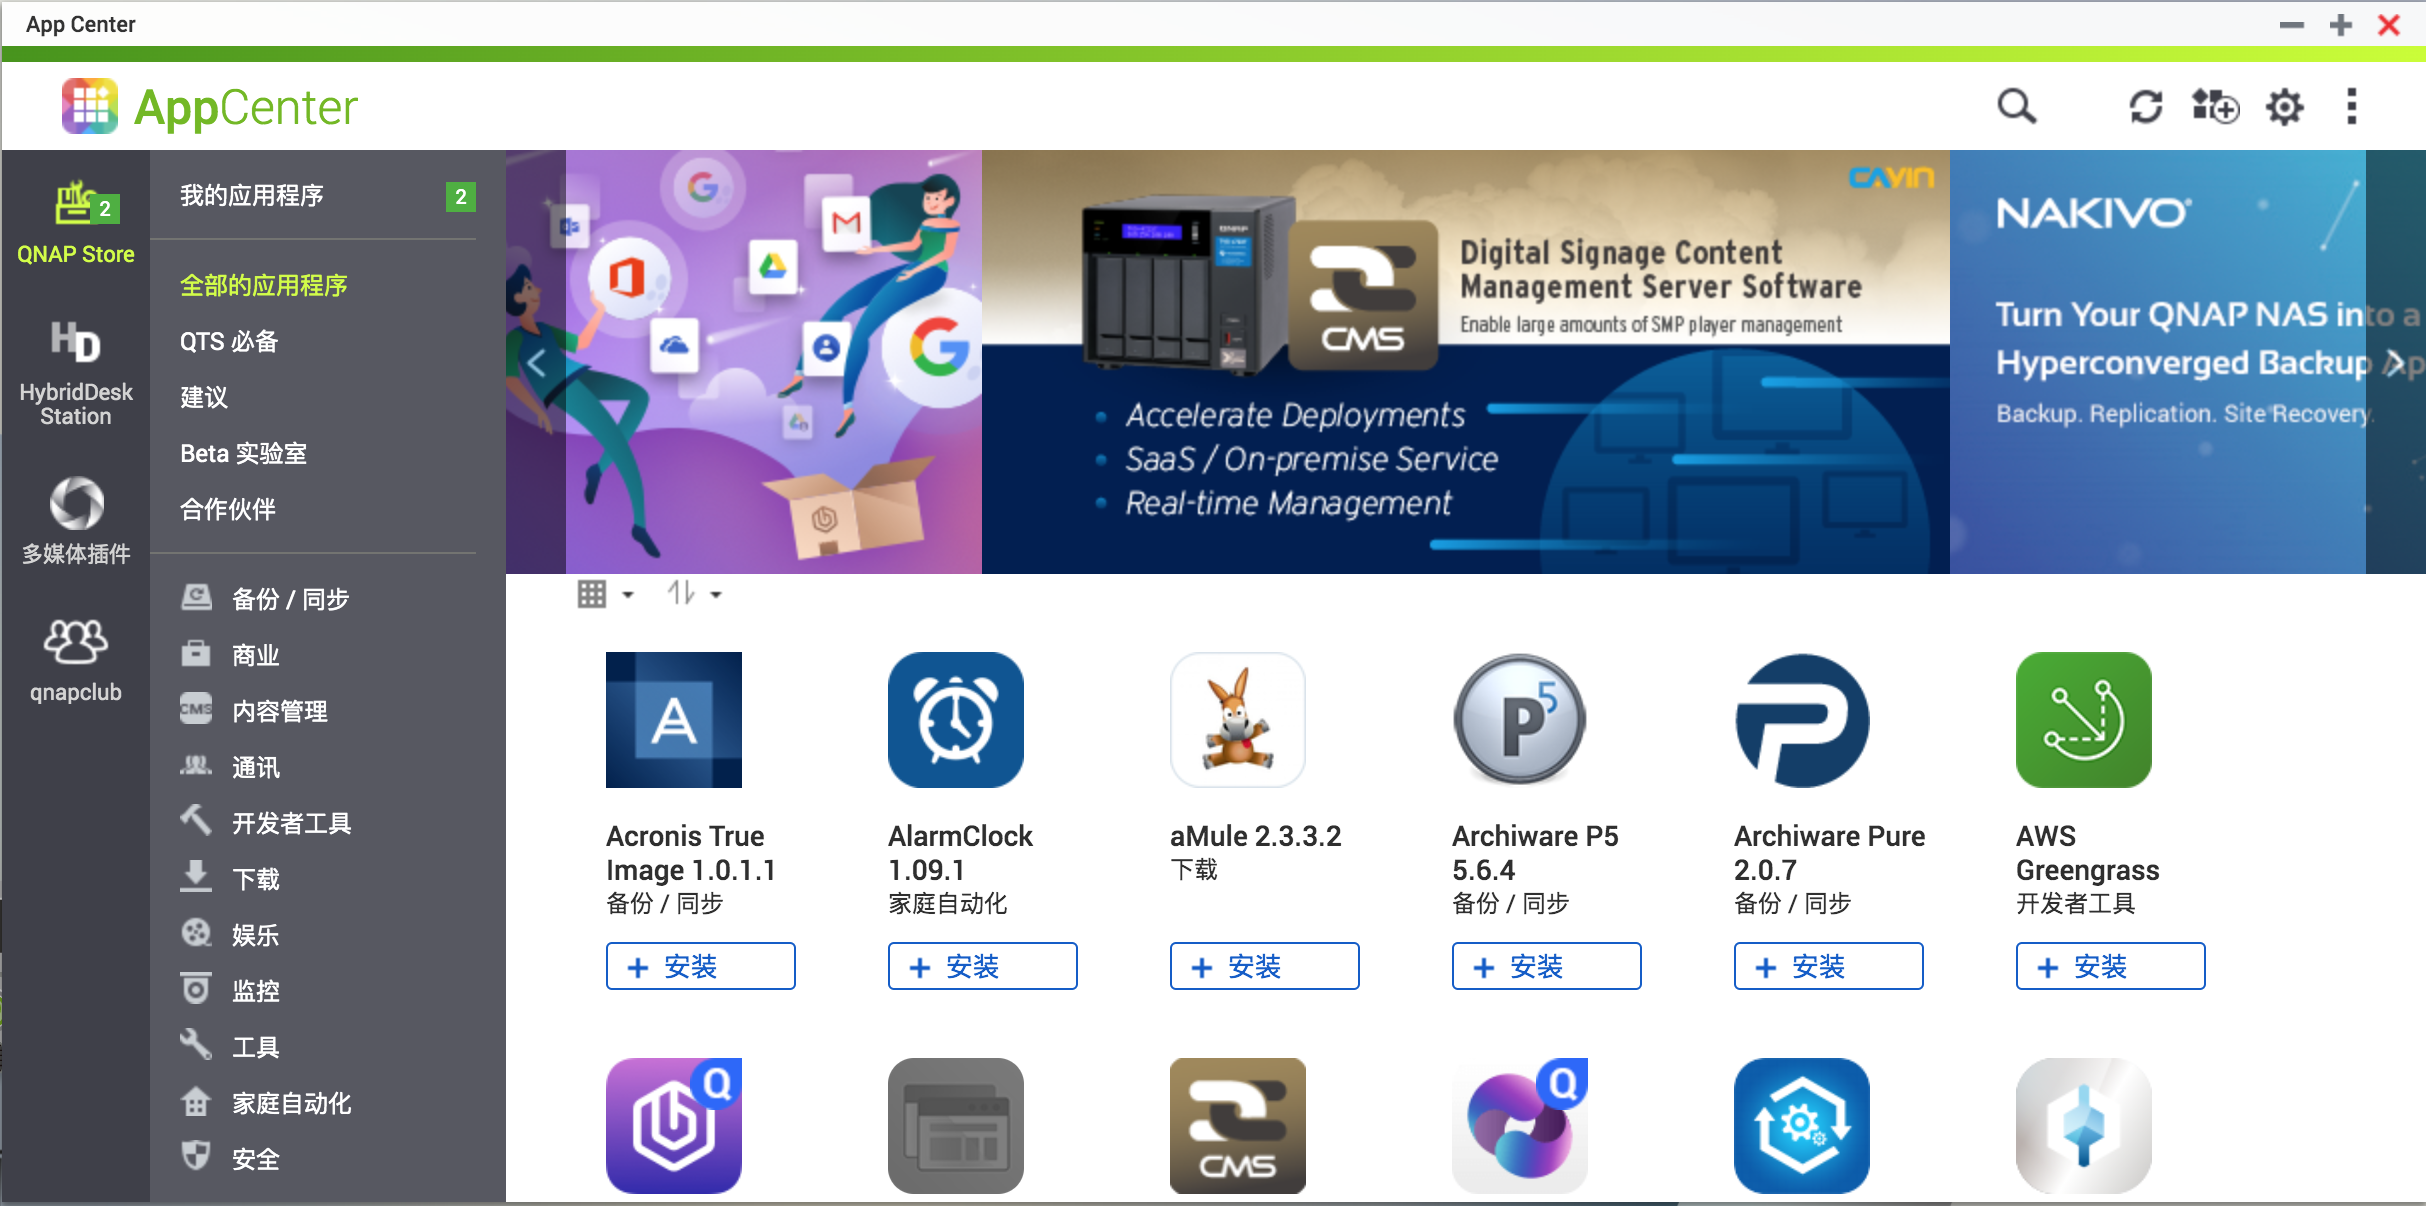 App Center
AppCenter
2
QNAP Store
HD
HybridDesk
Station
多媒体插件
qnapclub
我的应用程序
2
全部的应用程序
QTS 必备
建议
Beta 实验室
合作伙伴
备份 / 同步
商业
CMS
内容管理
通讯
开发者工具
下载
娱乐
监控
工具
家庭自动化
安全
CAYIN
QNAP
CMS
Digital Signage Content
Management Server Software
Enable large amounts of SMP player management
Accelerate Deployments
SaaS / On-premise Service
Real-time Management
NAKIVO
Turn Your QNAP NAS into a
Hyperconverged Backup Ap
Backup. Replication. Site Recovery.
A
P5
Acronis True
Image 1.0.1.1
备份 / 同步
+ 安装
AlarmClock
1.09.1
家庭自动化
+ 安装
aMule 2.3.3.2
下载
+ 安装
Archiware P5
5.6.4
备份 / 同步
+ 安装
Archiware Pure
2.0.7
备份 / 同步
+ 安装
AWS
Greengrass
开发者工具
+ 安装
Q
CMS
Q